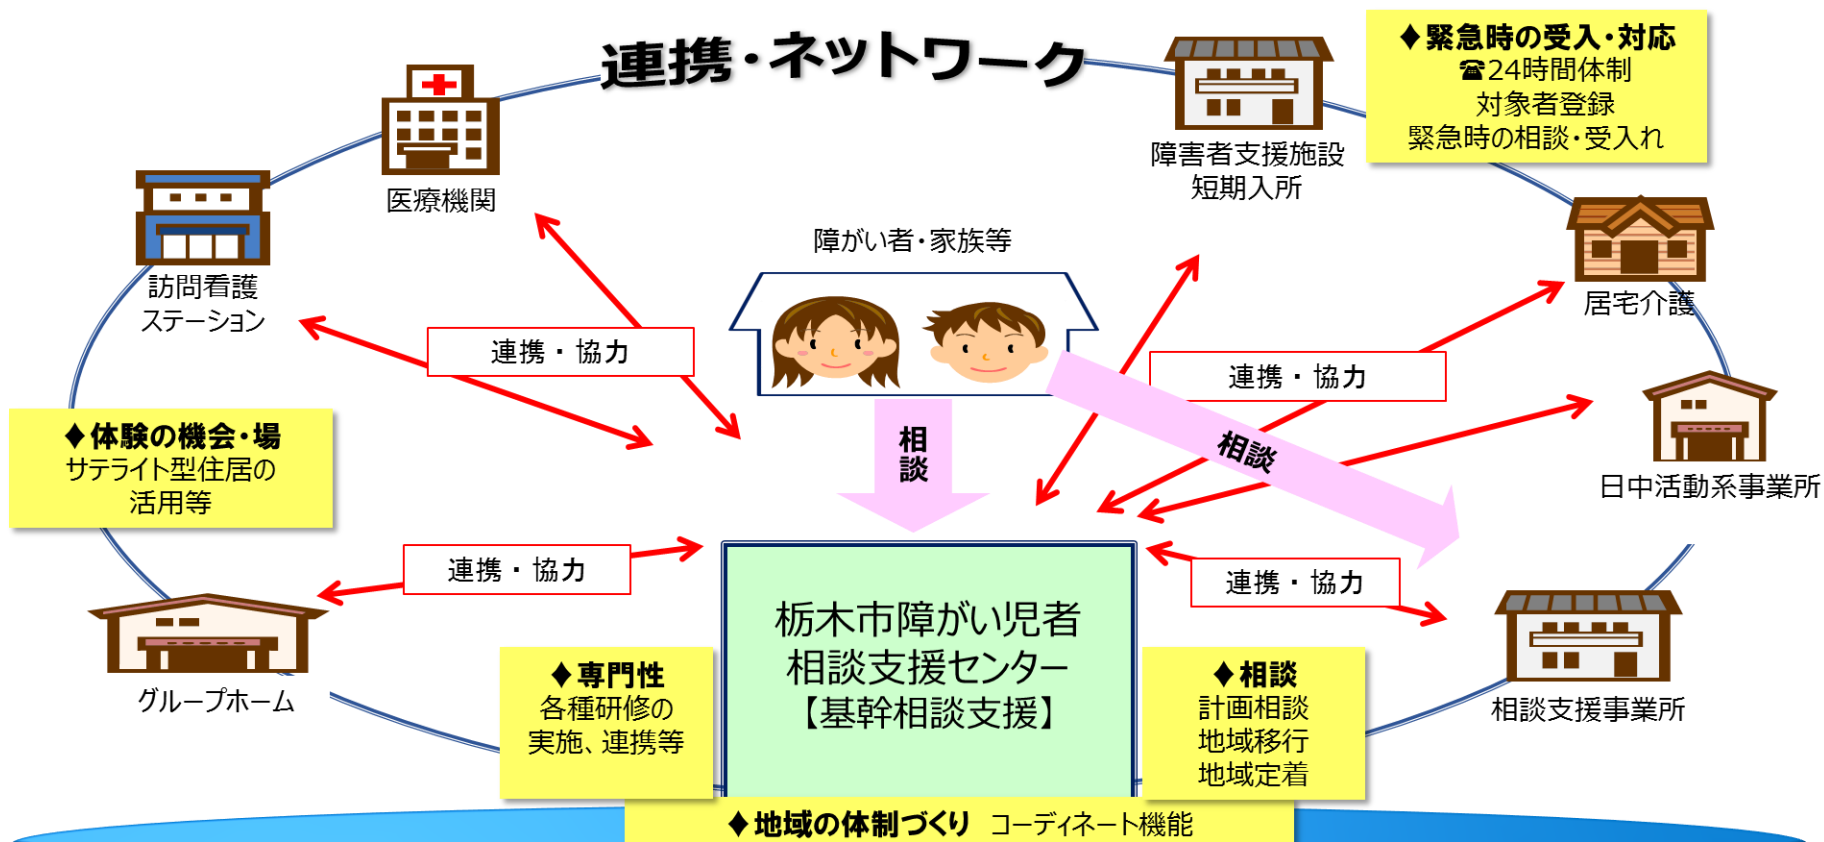 連携・ネットワーク
◆緊急時の受入・対応
☎24時間体制
対象者登録
緊急時の相談・受入れ
医療機関
障害者支援施設
短期入所
訪問看護
ステーション
障がい者・家族等
居宅介護
連携・協力
連携・協力
◆体験の機会・場
サテライト型住居の
活用等
相談
相談
日中活動系事業所
連携・協力
連携・協力
グループホーム
栃木市障がい児者
相談支援センター
【基幹相談支援】
◆専門性
各種研修の
実施、連携等
◆相談
計画相談
地域移行
地域定着
相談支援事業所
◆地域の体制づくり コーディネート機能